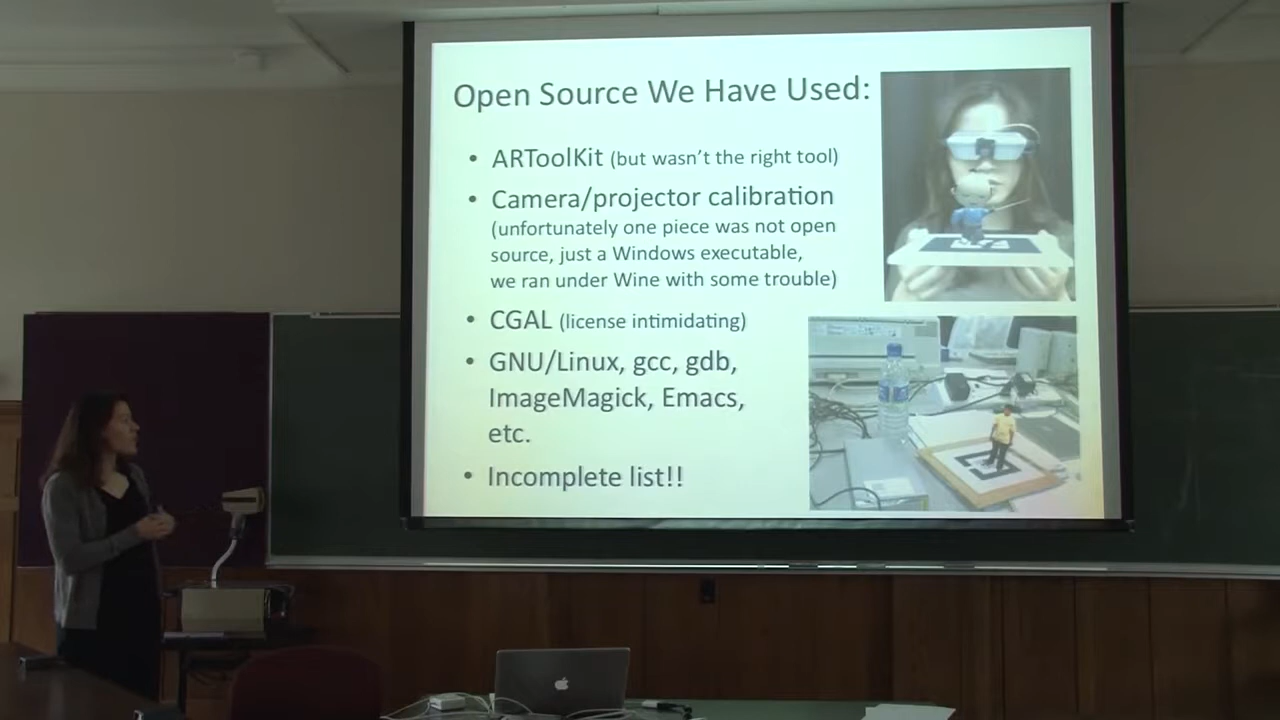 Open Source We Have Used:
• ARToolKit (but wasn't the right tool)
• Camera/projector calibration
(unfortunately one piece was not open
source, just a Windows executable,
we ran under Wine with some trouble)
• CGAL (license intimidating)
• GNU/Linux, gcc, gdb,
ImageMagick, Emacs,
etc.
• Incomplete list!!